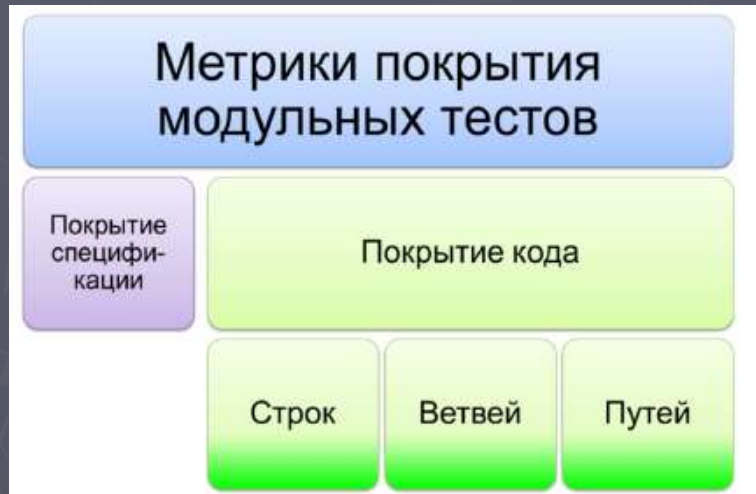 Метрики покрытия
модульных тестов
Покрытие
специфи-
кации
Покрытие кода
Строк
Ветвей
Путей